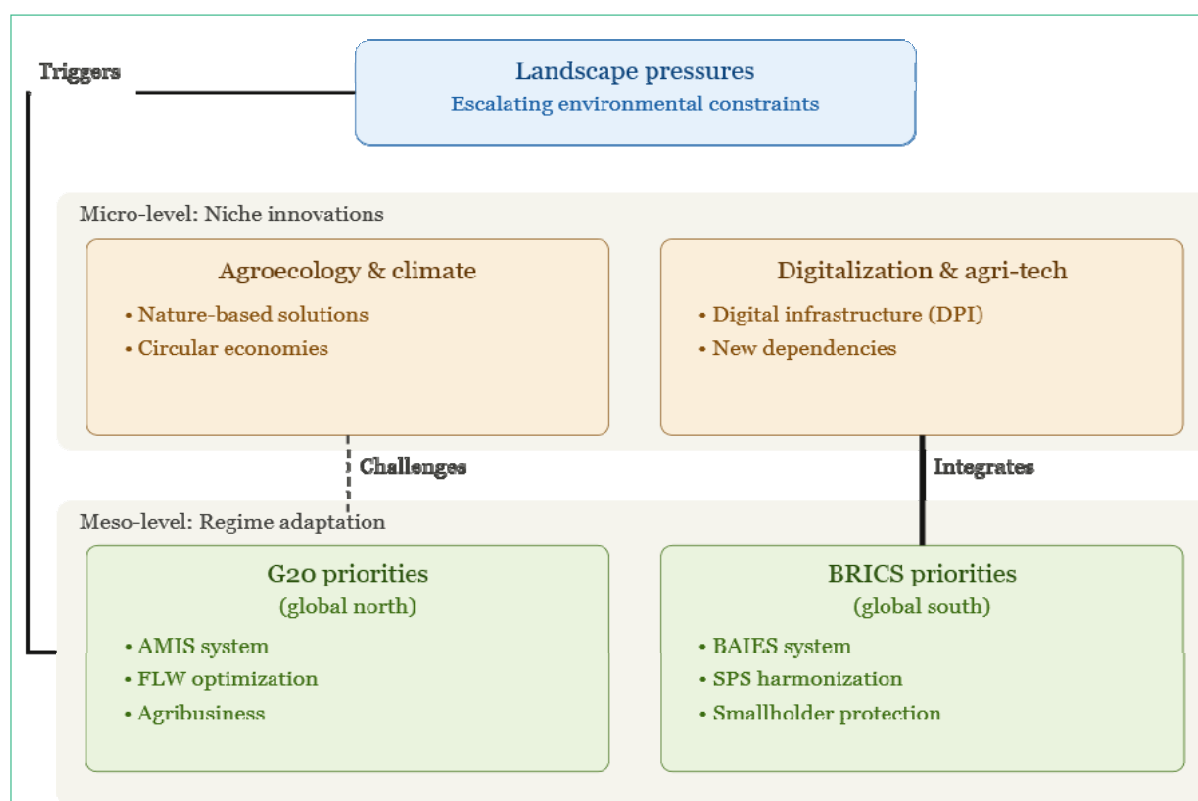 Triggers
Landscape pressures
Escalating environmental constraints
Micro-level: Niche innovations
Agroecology & climate
• Nature-based solutions
• Circular economies
Digitalization & agri-tech
• Digital infrastructure (DPI)
• New dependencies
Challenges
Integrates
Meso-level: Regime adaptation
G20 priorities
(global north)
• AMIS system
• FLW optimization
• Agribusiness
BRICS priorities
(global south)
• BAIES system
• SPS harmonization
• Smallholder protection